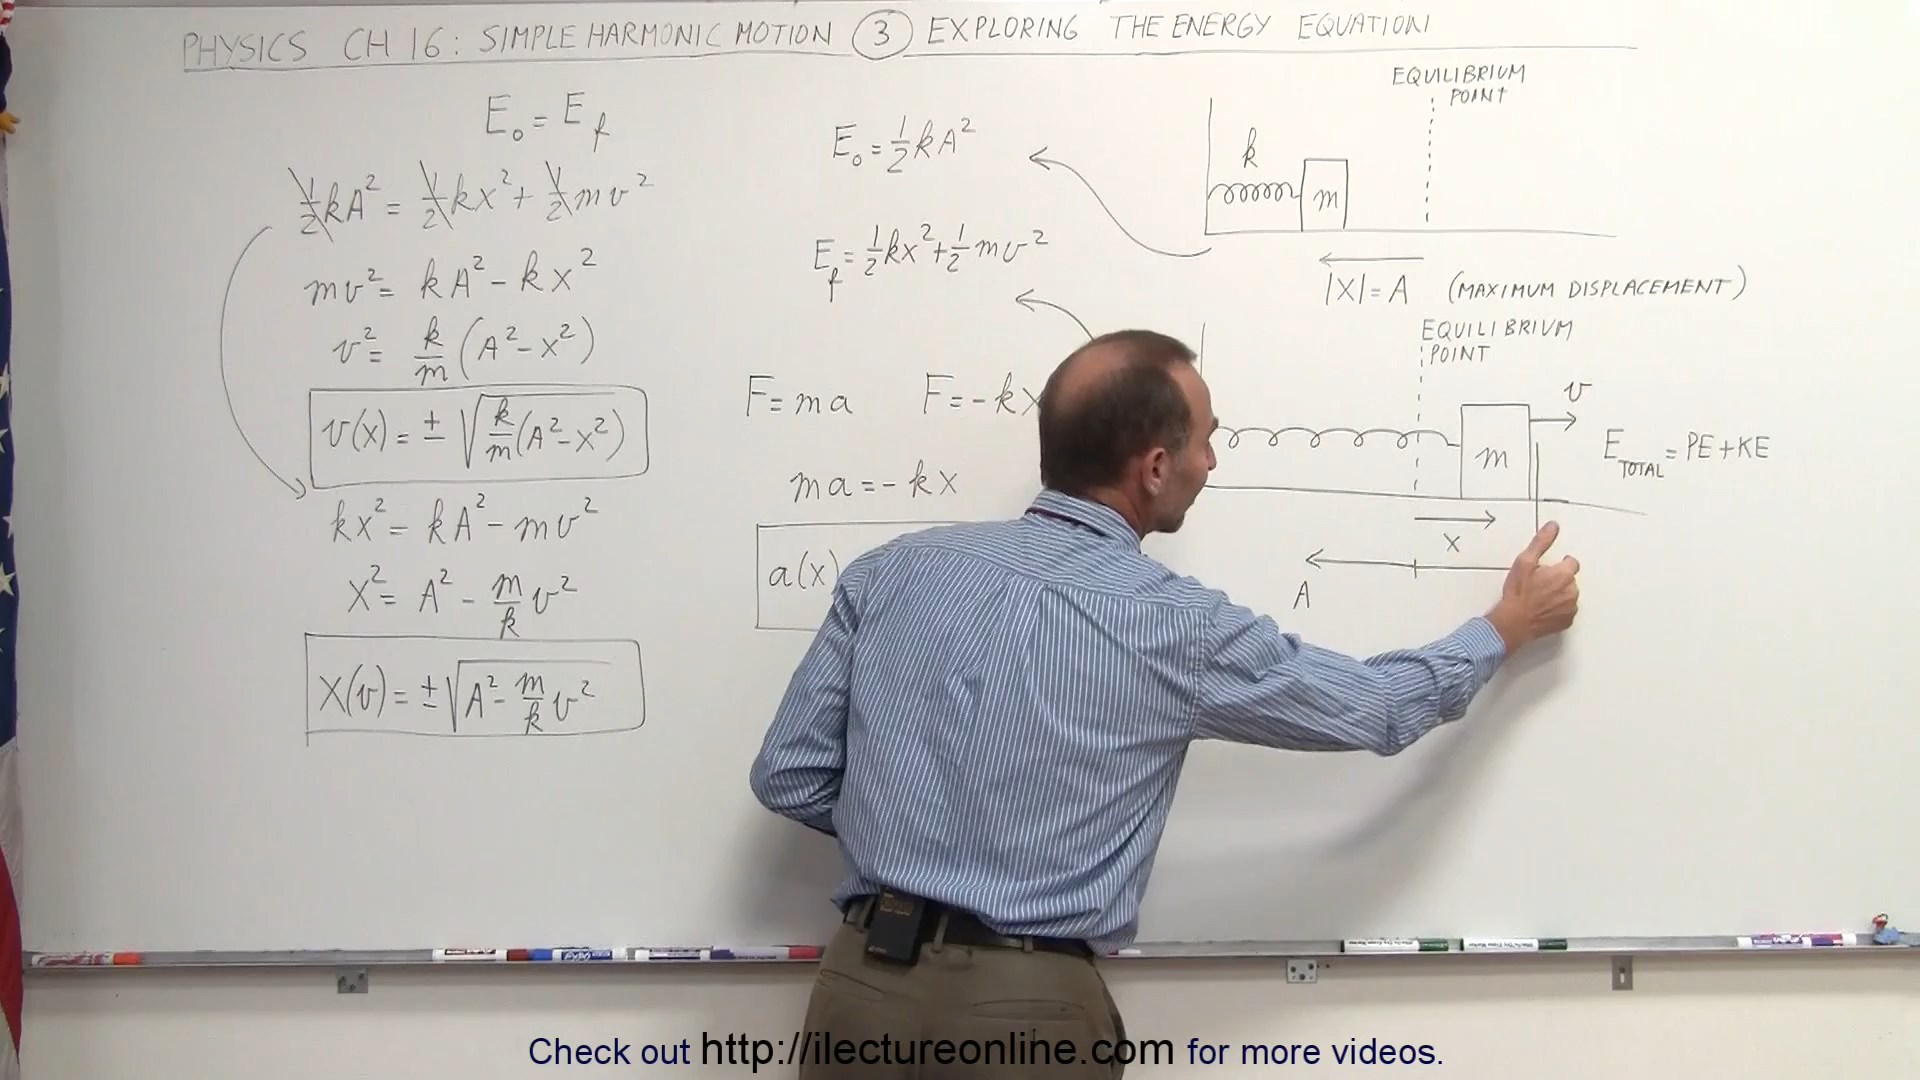 PHYSICS CH 16: SIMPLE HARMONIC MOTION ③ EXPLORING THE ENERGY EQUATION
E₀ = E_f
½kA² = ½kx² + ½mv²
mv² = kA² - kx²
v² = k/m (A² - x²)
v(x) = ± √(k/m (A² - x²))
kx² = kA² - mv²
x² = A² - m/k v²
X(v) = ± √(A² - m/k v²)
E₀ = ½kA²
E_f = ½kx² + ½mv²
F = ma F = -kx
ma = -kx
a(x)
EQUILIBRIUM
POINT
k
m
|X| = A (MAXIMUM DISPLACEMENT)
EQUILIBRIUM
POINT
v
m
E_TOTAL = PE + KE
x
A
Check out http://ilectureonline.com for more videos.